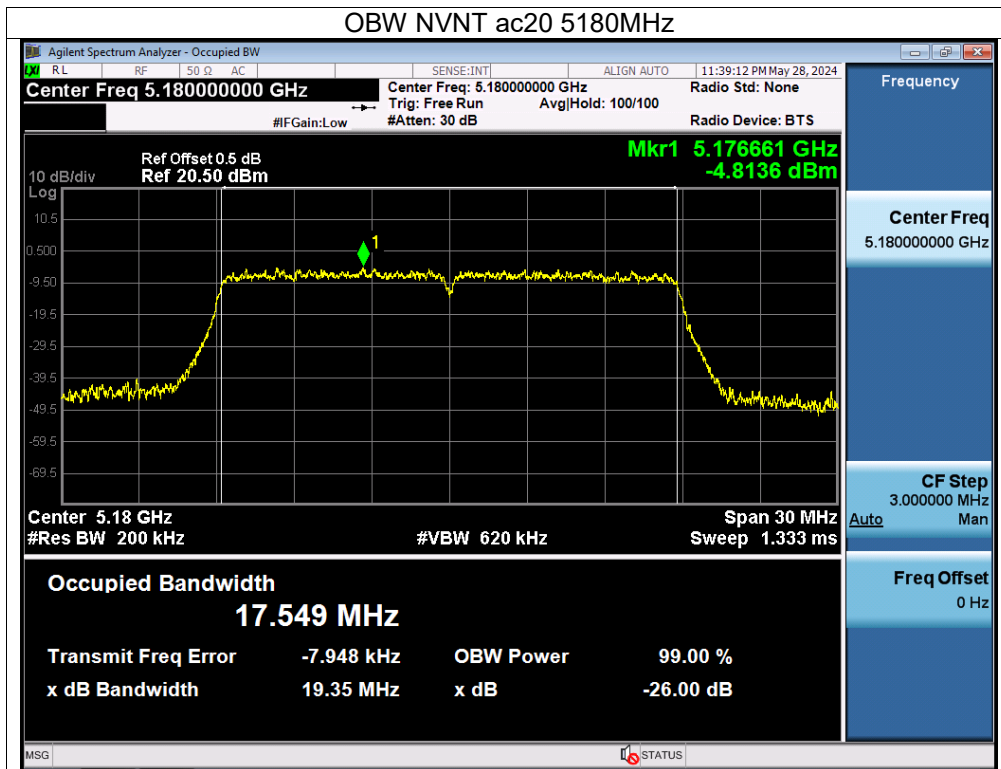 OBW NVNT ac20 5180MHz
Agilent Spectrum Analyzer - Occupied BW
LXI RL RF 50 Ω AC SENSE:INT ALIGN AUTO 11:39:12 PM May 28, 2024
Center Freq 5.180000000 GHz
Center Freq: 5.180000000 GHz Radio Std: None
Trig: Free Run Avg|Hold: 100/100
#IFGain:Low #Atten: 30 dB Radio Device: BTS
Frequency
Mkr1 5.176661 GHz
-4.8136 dBm
Ref Offset 0.5 dB
10 dB/div Ref 20.50 dBm
Log
10.5
0.500
-9.50
-19.5
-29.5
-39.5
-49.5
-59.5
-69.5
1
Center Freq
5.180000000 GHz
Center 5.18 GHz Span 30 MHz
#Res BW 200 kHz #VBW 620 kHz Sweep 1.333 ms
CF Step
3.000000 MHz
Auto Man
Occupied Bandwidth
17.549 MHz
Freq Offset
0 Hz
Transmit Freq Error -7.948 kHz OBW Power 99.00 %
x dB Bandwidth 19.35 MHz x dB -26.00 dB
MSG STATUS